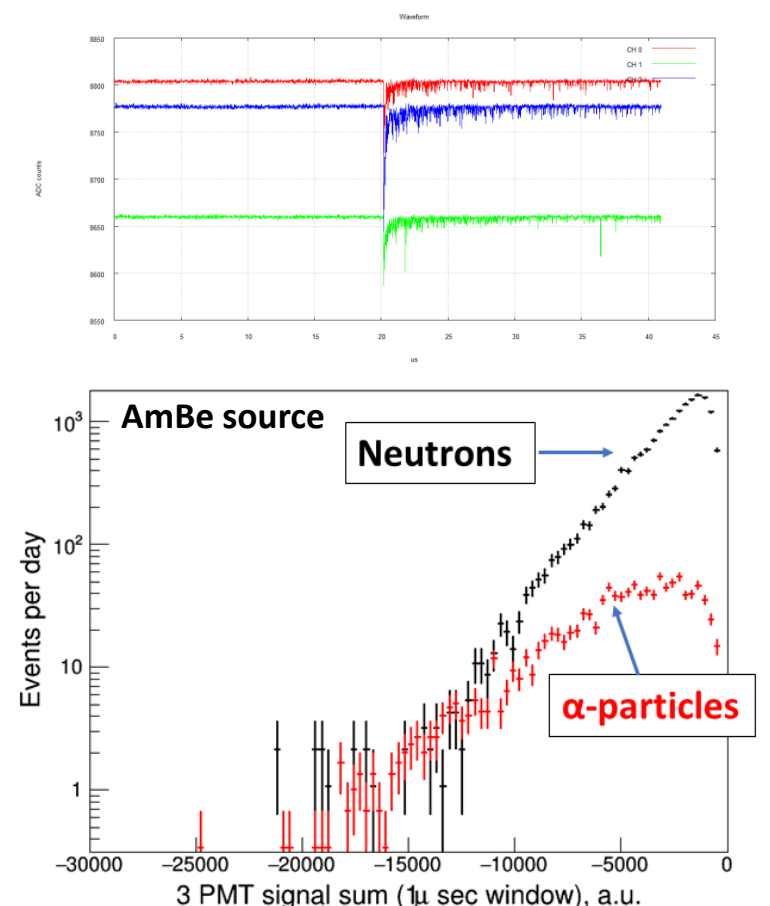 Waveform
8850
8800
8750
8700
8650
8600
8550
ADC counts
CH 0
CH 1
0 5 10 15 20 25 30 35 40 45
us
AmBe source
Neutrons
α-particles
10³
10²
10
1
Events per day
−30000 −25000 −20000 −15000 −10000 −5000 0
3 PMT signal sum (1μ sec window), a.u.